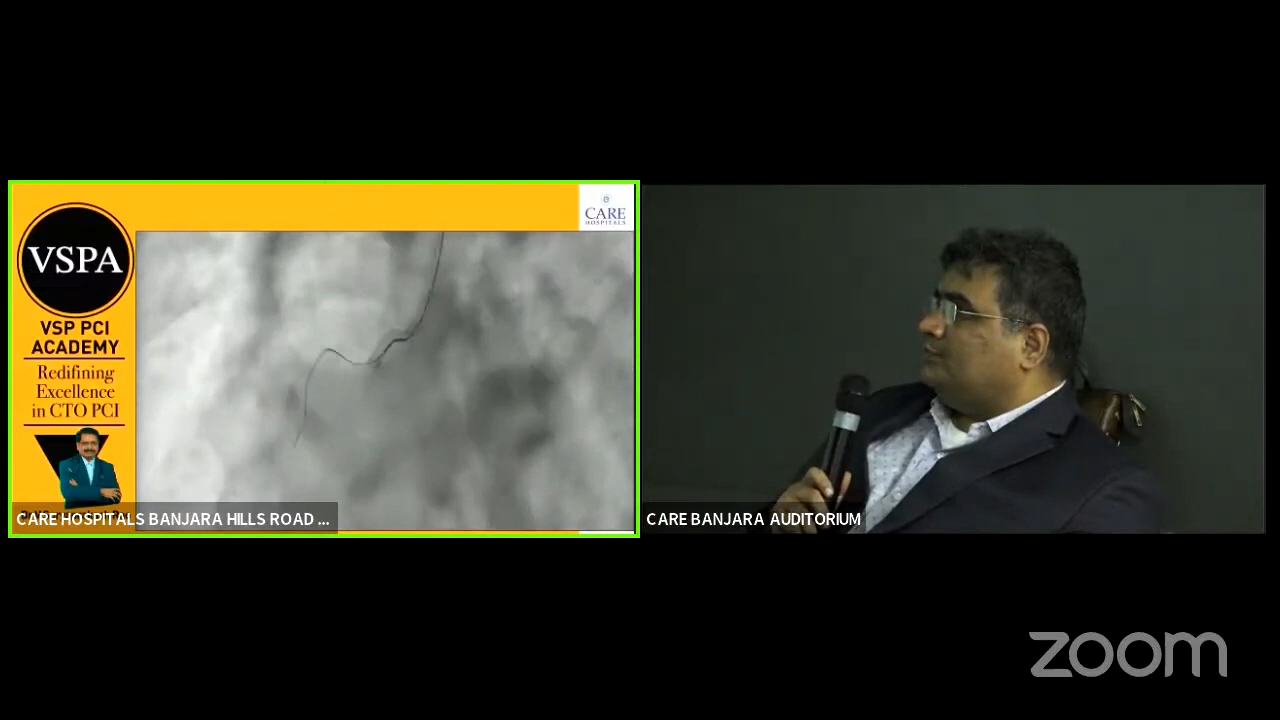 VSPA
VSP PCI
ACADEMY
Redifining
Excellence
in CTO PCI
CARE
HOSPITALS
CARE HOSPITALS BANJARA HILLS ROAD ...
CARE BANJARA AUDITORIUM
zoom